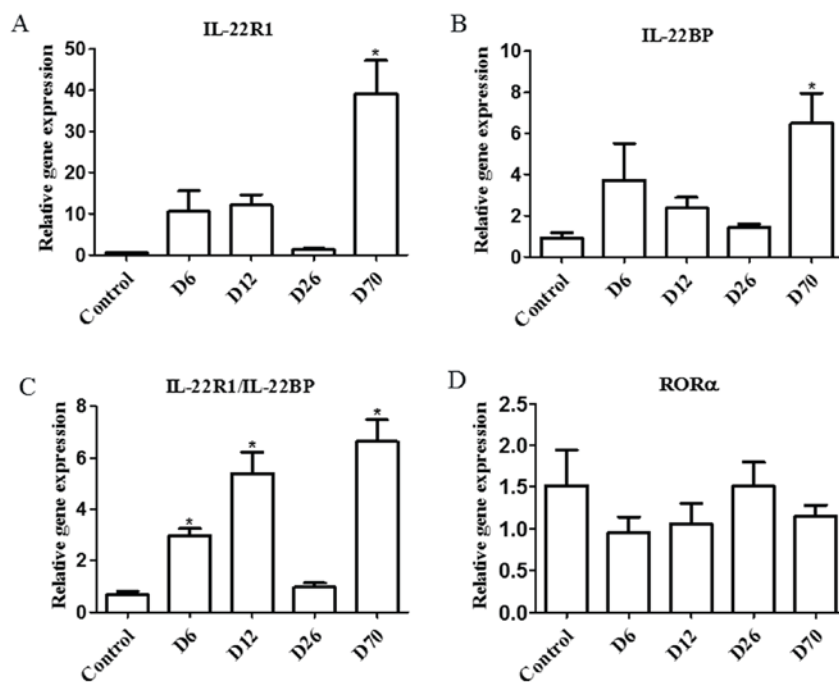 A
IL-22R1
Relative gene expression
50
40
30
20
10
0
Control
D6
D12
D26
D70
*
B
IL-22BP
Relative gene expression
10
8
6
4
2
0
Control
D6
D12
D26
D70
*
C
IL-22R1/IL-22BP
Relative gene expression
6
8
4
2
0
Control
D6
D12
D26
D70
*
*
*
D
RORα
Relative gene expression
2.5
2.0
1.5
1.0
0.5
0.0
Control
D6
D12
D26
D70